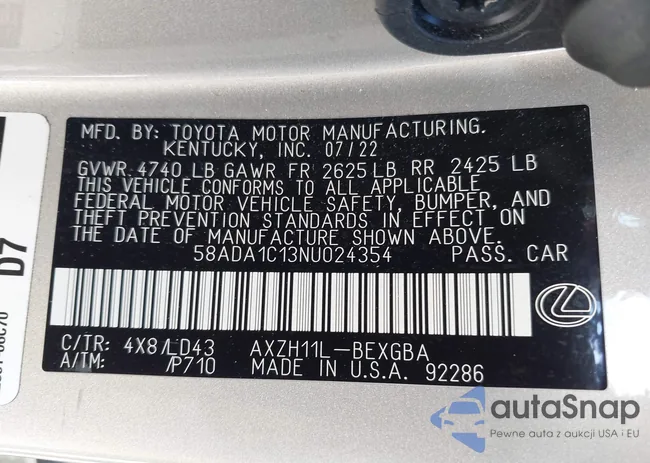 MFD. BY: TOYOTA MOTOR MANUFACTURING.
KENTUCKY, INC. 07/22
GVWR 4740 LB GAWR FR 2625 LB RR 2425 LB
THIS VEHICLE CONFORMS TO ALL APPLICABLE
FEDERAL MOTOR VEHICLE SAFETY, BUMPER, AND
THEFT PREVENTION STANDARDS IN EFFECT ON
THE DATE OF MANUFACTURE SHOWN ABOVE.
58ADA1C13NU024354 PASS. CAR
C/TR: 4X8/LD43 AXZH11L-BEXGBA
A/TM: /P710 MADE IN U.S.A. 92286
D7
autaSnap
Pewne auta z aukcji USA i EU